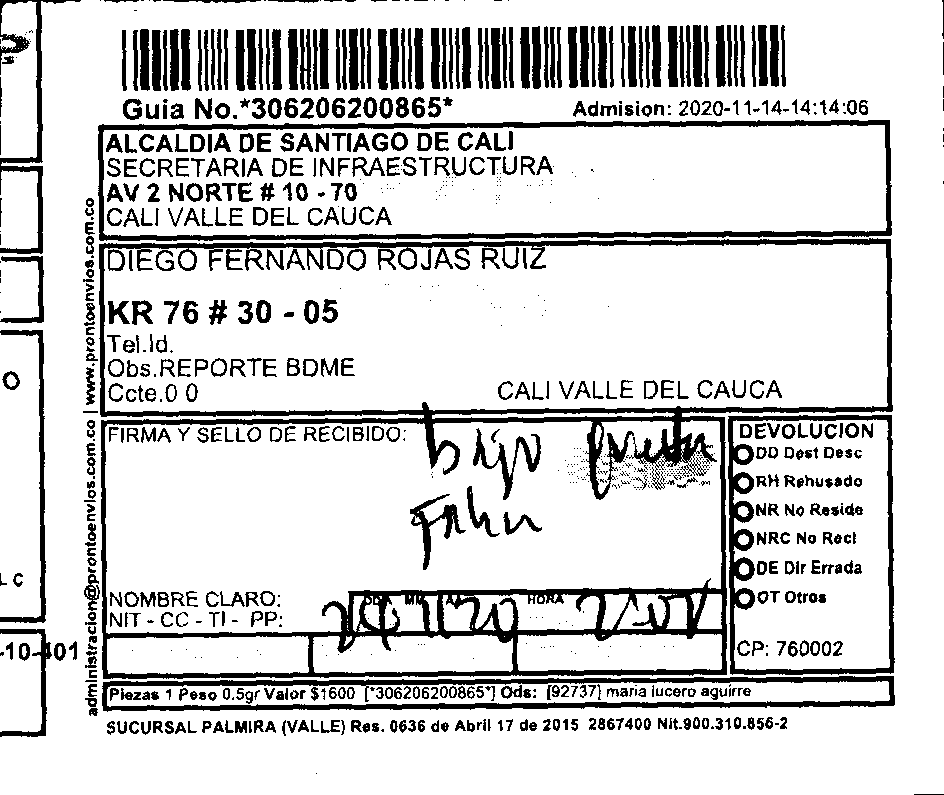 Guia No.*306206200865*
Admision: 2020-11-14-14:14:06
ALCALDIA DE SANTIAGO DE CALI
SECRETARIA DE INFRAESTRUCTURA
AV 2 NORTE # 10 - 70
CALI VALLE DEL CAUCA
DIEGO FERNANDO ROJAS RUIZ
KR 76 # 30 - 05
Tel.Id.
Obs.REPORTE BDME
Ccte.0 0
CALI VALLE DEL CAUCA
FIRMA Y SELLO DE RECIBIDO:
bajo puerta
DEVOLUCION
DD Dest Desc
RH Rehusado
NR No Reside
NRC No Recl
DE Dir Errada
OT Otros
NOMBRE CLARO:
NIT - CC - TI - PP:
HORA
CP: 760002
Piezas 1 Peso 0.5gr Valor $1600 [*306206200865*] Ods: [92737] maria lucero aguirre
SUCURSAL PALMIRA (VALLE) Res. 0636 de Abril 17 de 2015 2867400 Nit.900.310.856-2
administracion@prontoenvios.com.co | www.prontoenvios.com.co
O
L C
-10-401